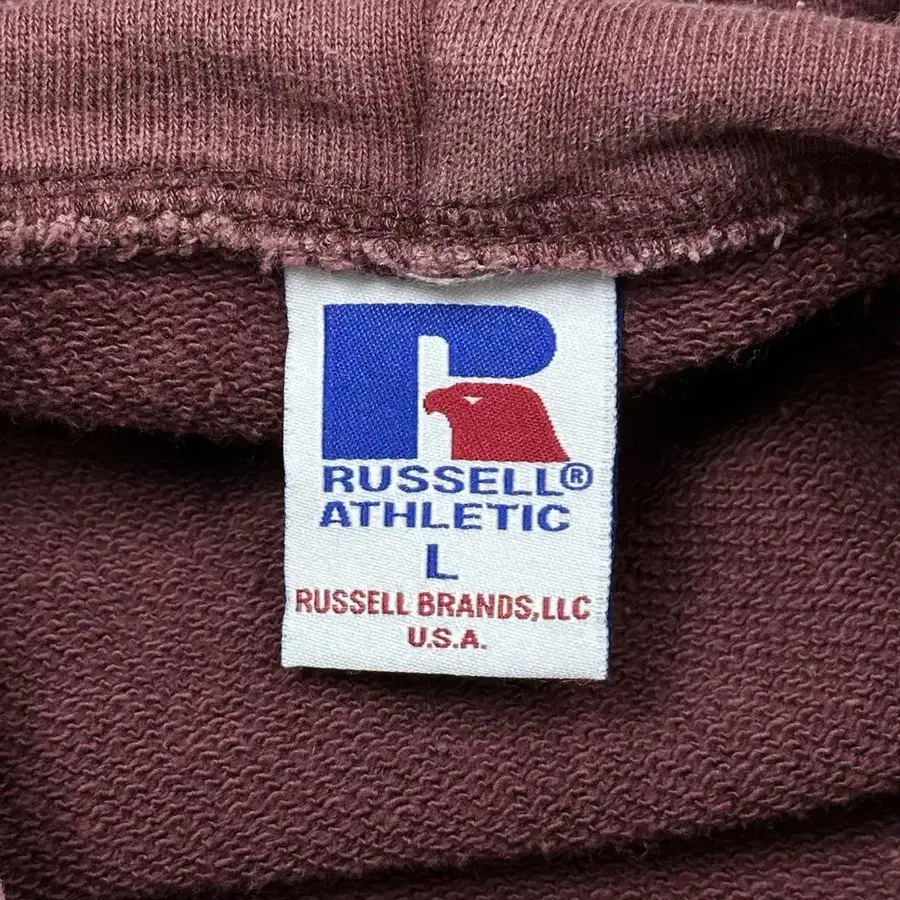 RUSSELL®
ATHLETIC
L
RUSSELL BRANDS,LLC
U.S.A.